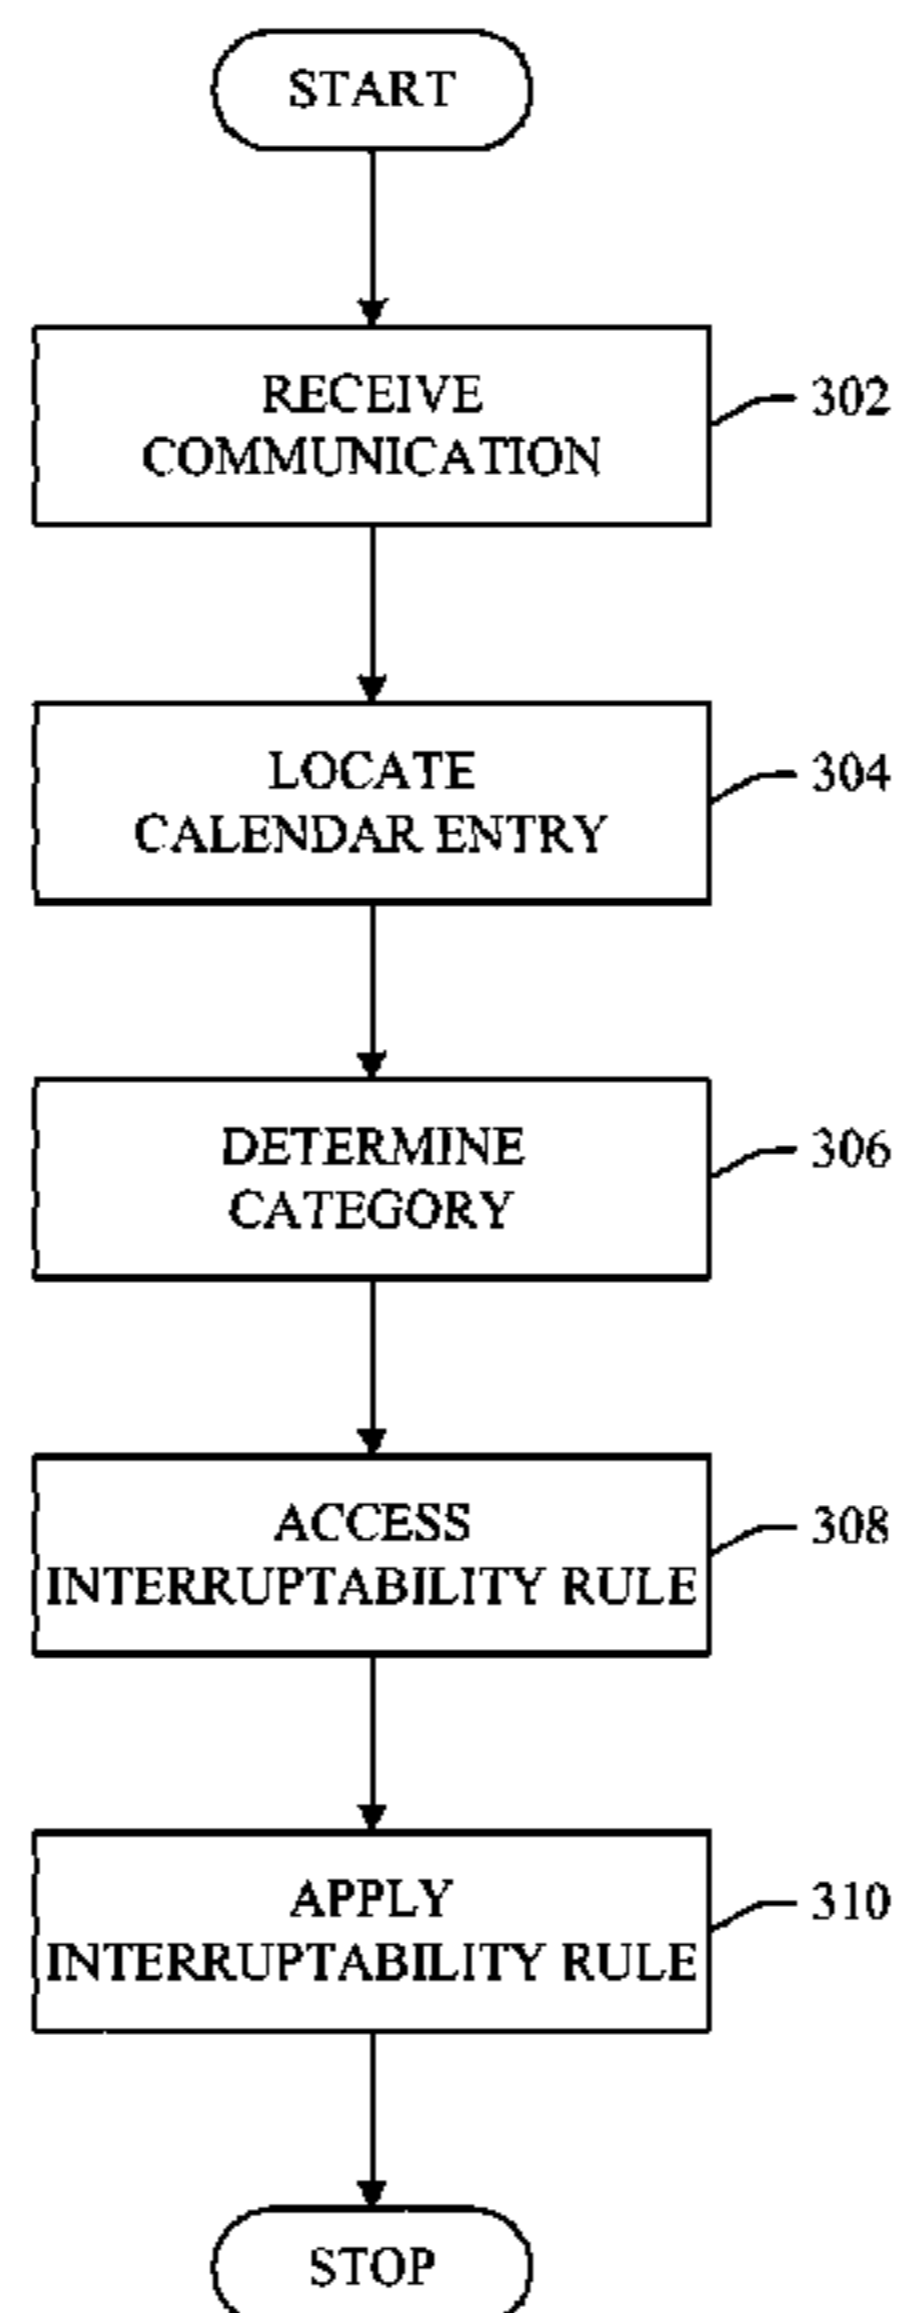 START
RECEIVE
COMMUNICATION
302
LOCATE
CALENDAR ENTRY
304
DETERMINE
CATEGORY
306
ACCESS
INTERRUPTABILITY RULE
308
APPLY
INTERRUPTABILITY RULE
310
STOP